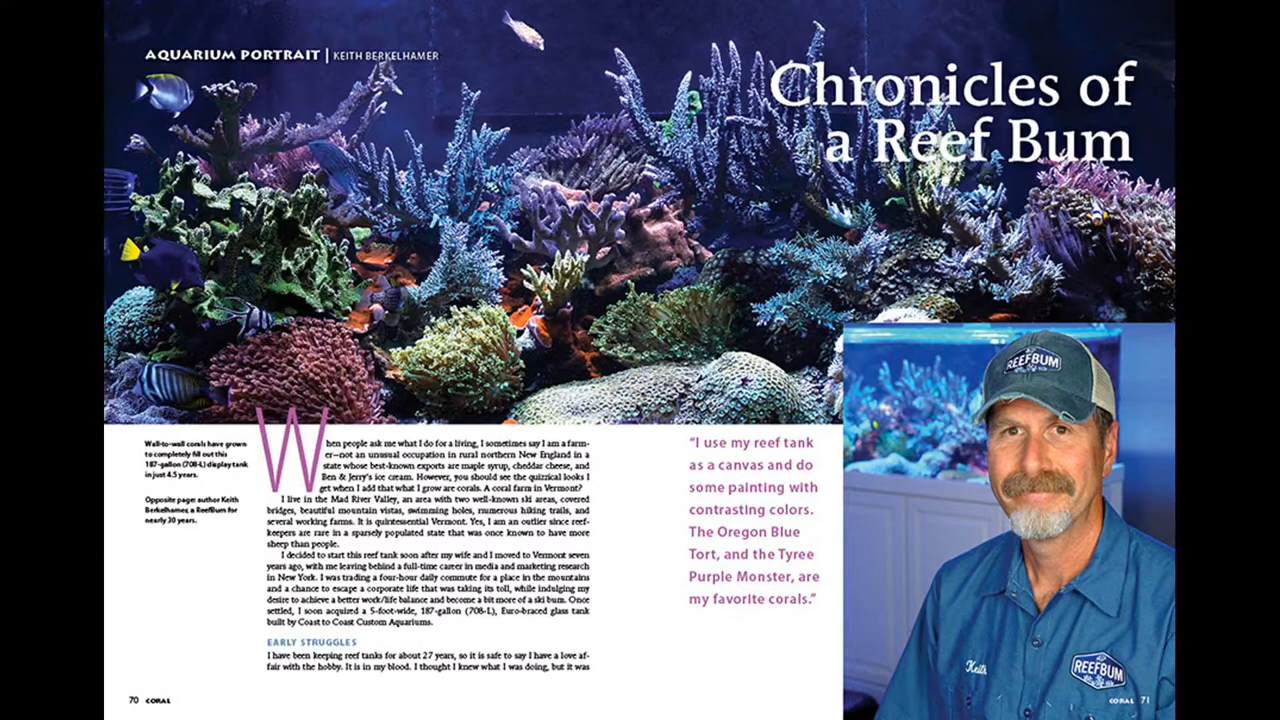 AQUARIUM PORTRAIT | KEITH BERKELHAMER
Chronicles of
a Reef Bum
Wall-to-wall corals have grown
to completely fill out this
187-gallon (708-L) display tank
in just 4.5 years.
Opposite page: author Keith
Berkelhamer, a ReefBum for
nearly 30 years.
When people ask me what I do for a living, I sometimes say I am a farm-
er—not an unusual occupation in rural northern New England in a
state whose best-known exports are maple syrup, cheddar cheese, and
Ben & Jerry's ice cream. However, you should see the quizzical looks I
get when I add that what I grow are corals. A coral farm in Vermont?
I live in the Mad River Valley, an area with two well-known ski areas, covered
bridges, beautiful mountain vistas, swimming holes, numerous hiking trails, and
several working farms. It is quintessential Vermont. Yes, I am an outlier since reef-
keepers are rare in a sparsely populated state that was once known to have more
sheep than people.
I decided to start this reef tank soon after my wife and I moved to Vermont seven
years ago, with me leaving behind a full-time career in media and marketing research
in New York. I was trading a four-hour daily commute for a place in the mountains
and a chance to escape a corporate life that was taking its toll, while indulging my
desire to achieve a better work/life balance and become a bit more of a ski bum. Once
settled, I soon acquired a 5-foot-wide, 187-gallon (708-L), Euro-braced glass tank
built by Coast to Coast Custom Aquariums.
EARLY STRUGGLES
I have been keeping reef tanks for about 27 years, so it is safe to say I have a love af-
fair with the hobby. It is in my blood. I thought I knew what I was doing, but it was
"I use my reef tank
as a canvas and do
some painting with
contrasting colors.
The Oregon Blue
Tort, and the Tyree
Purple Monster, are
my favorite corals."
REEFBUM
Keith
REEFBUM
70 CORAL
CORAL 71